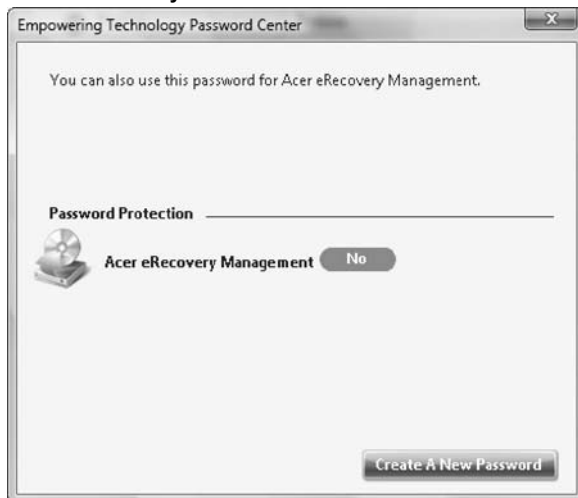 Empowering Technology Password Center
X
You can also use this password for Acer eRecovery Management.
Password Protection
Acer eRecovery Management No
Create A New Password